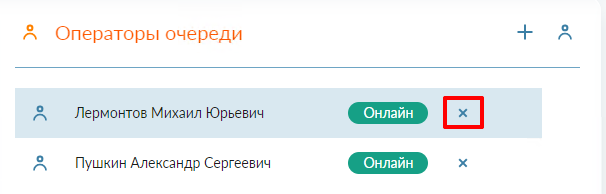 Операторы очереди
Лермонтов Михаил Юрьевич Онлайн
Пушкин Александр Сергеевич Онлайн